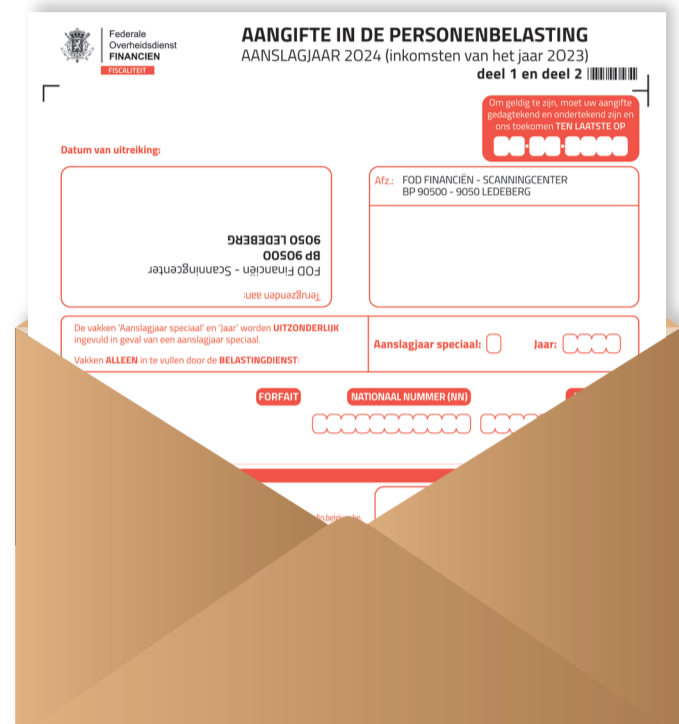 Federale
Overheidsdienst
FINANCIEN
FISCALITEIT
AANGIFTE IN DE PERSONENBELASTING
AANSLAGJAAR 2024 (inkomsten van het jaar 2023)
deel 1 en deel 2
Om geldig te zijn, moet uw aangifte
gedagtekend en ondertekend zijn en
ons toekomen TEN LAATSTE OP
Datum van uitreiking:
Terugzenden aan:
FOD Financiën - Scanningcenter
BP 90500
9050 LEDEBERG
Afz.: FOD FINANCIËN - SCANNINGCENTER
BP 90500 - 9050 LEDEBERG
De vakken 'Aanslagjaar speciaal' en 'Jaar' worden UITZONDERLIJK
ingevuld in geval van een aanslagjaar speciaal.
Vakken ALLEEN in te vullen door de BELASTINGDIENST:
Aanslagjaar speciaal:
Jaar:
FORFAIT
NATIONAAL NUMMER (NN)